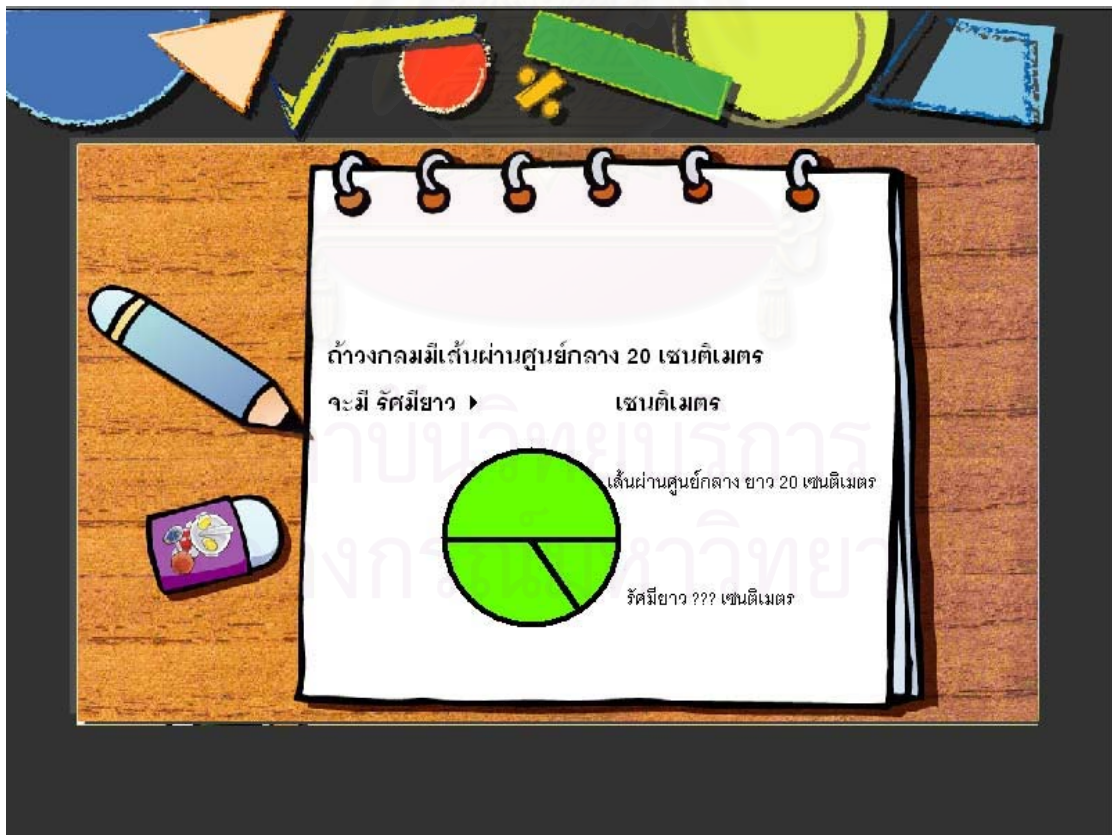 ถ้าวงกลมมีเส้นผ่านศูนย์กลาง 20 เซนติเมตร
จะมี รัศมียาว เซนติเมตร
เส้นผ่านศูนย์กลาง ยาว 20 เซนติเมตร
รัศมียาว ??? เซนติเมตร